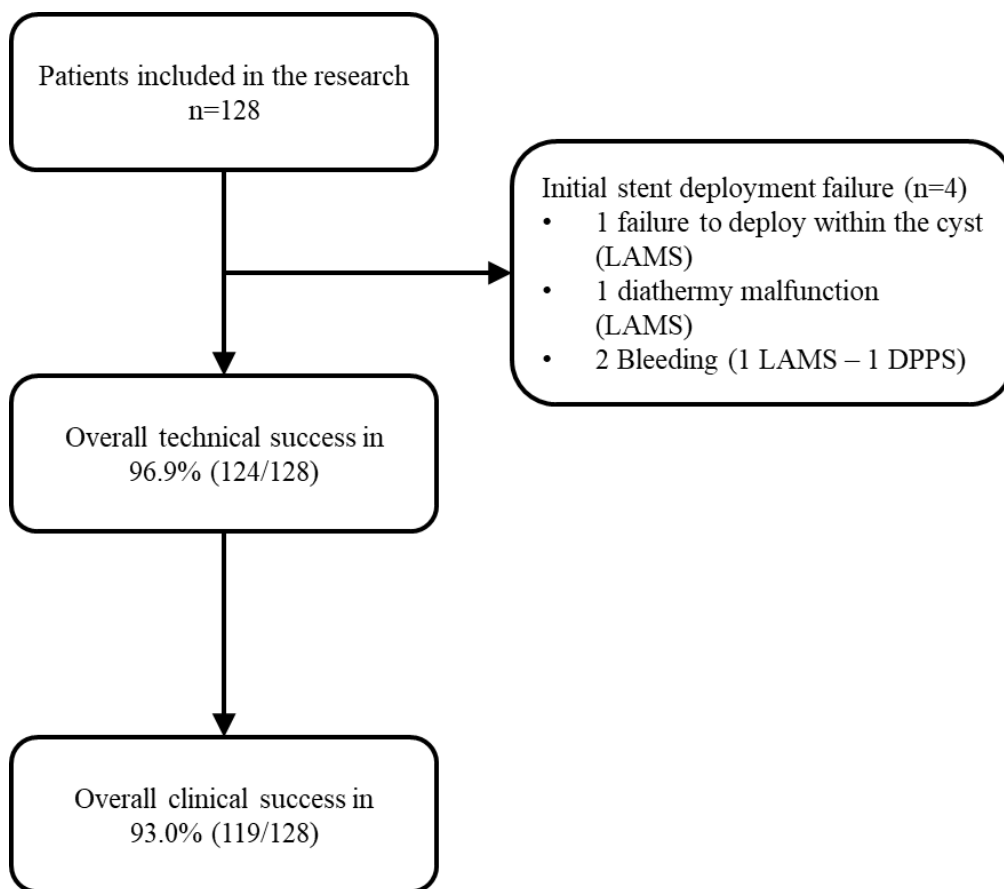 Patients included in the research
n=128
Initial stent deployment failure (n=4)
• 1 failure to deploy within the cyst
(LAMS)
• 1 diathermy malfunction
(LAMS)
• 2 Bleeding (1 LAMS – 1 DPPS)
Overall technical success in
96.9% (124/128)
Overall clinical success in
93.0% (119/128)